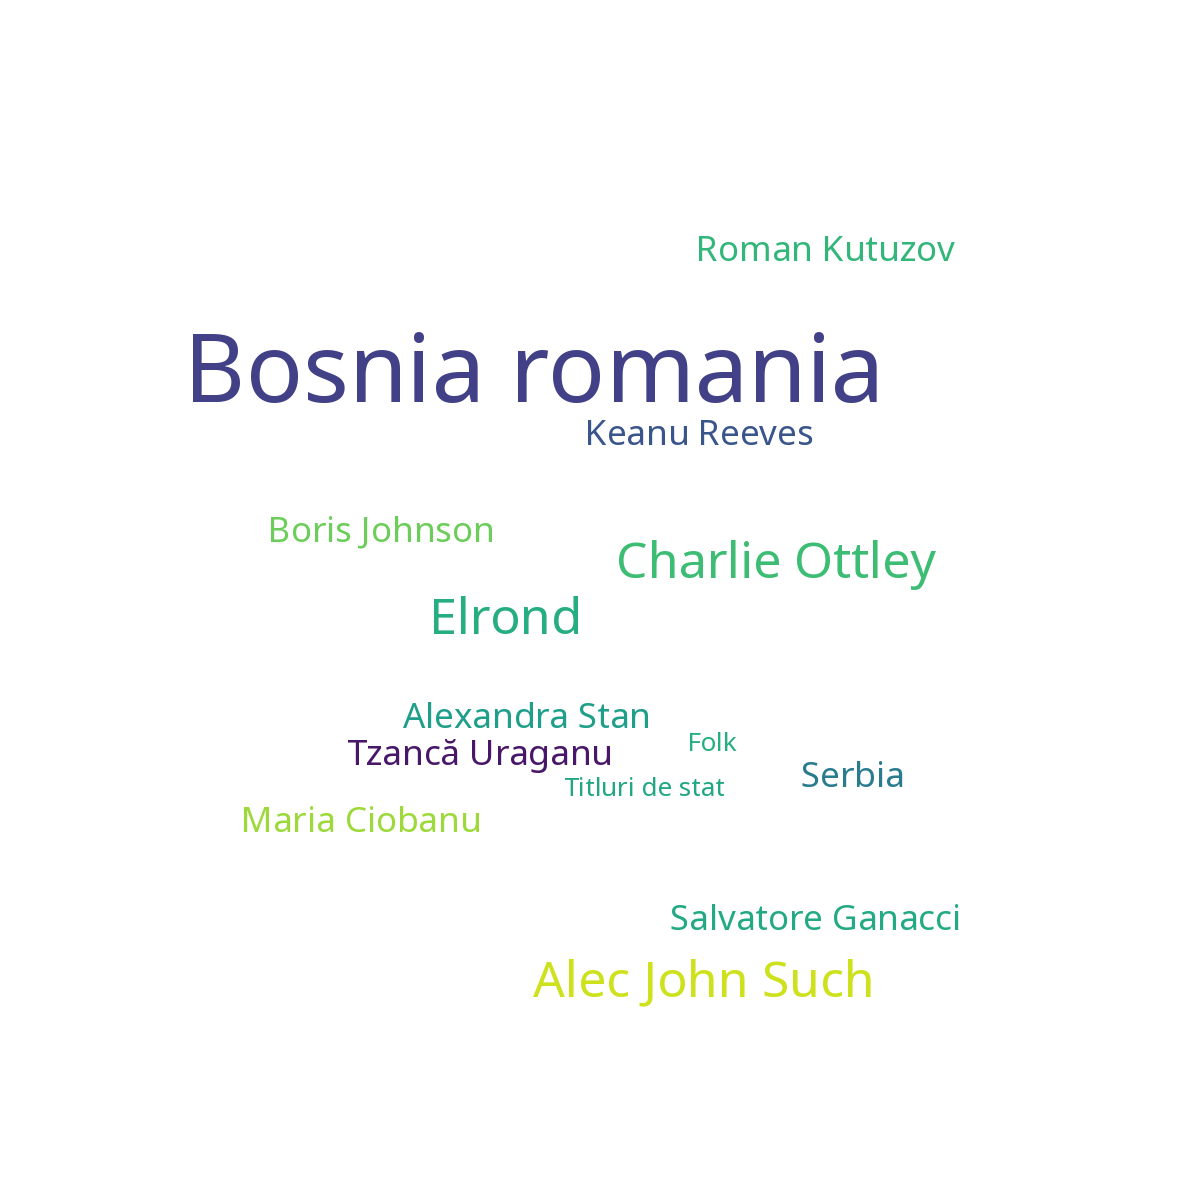 Roman Kutuzov
Bosnia romania
Keanu Reeves
Boris Johnson
Charlie Ottley
Elrond
Alexandra Stan
Folk
Tzancă Uraganu
Serbia
Titluri de stat
Maria Ciobanu
Salvatore Ganacci
Alec John Such